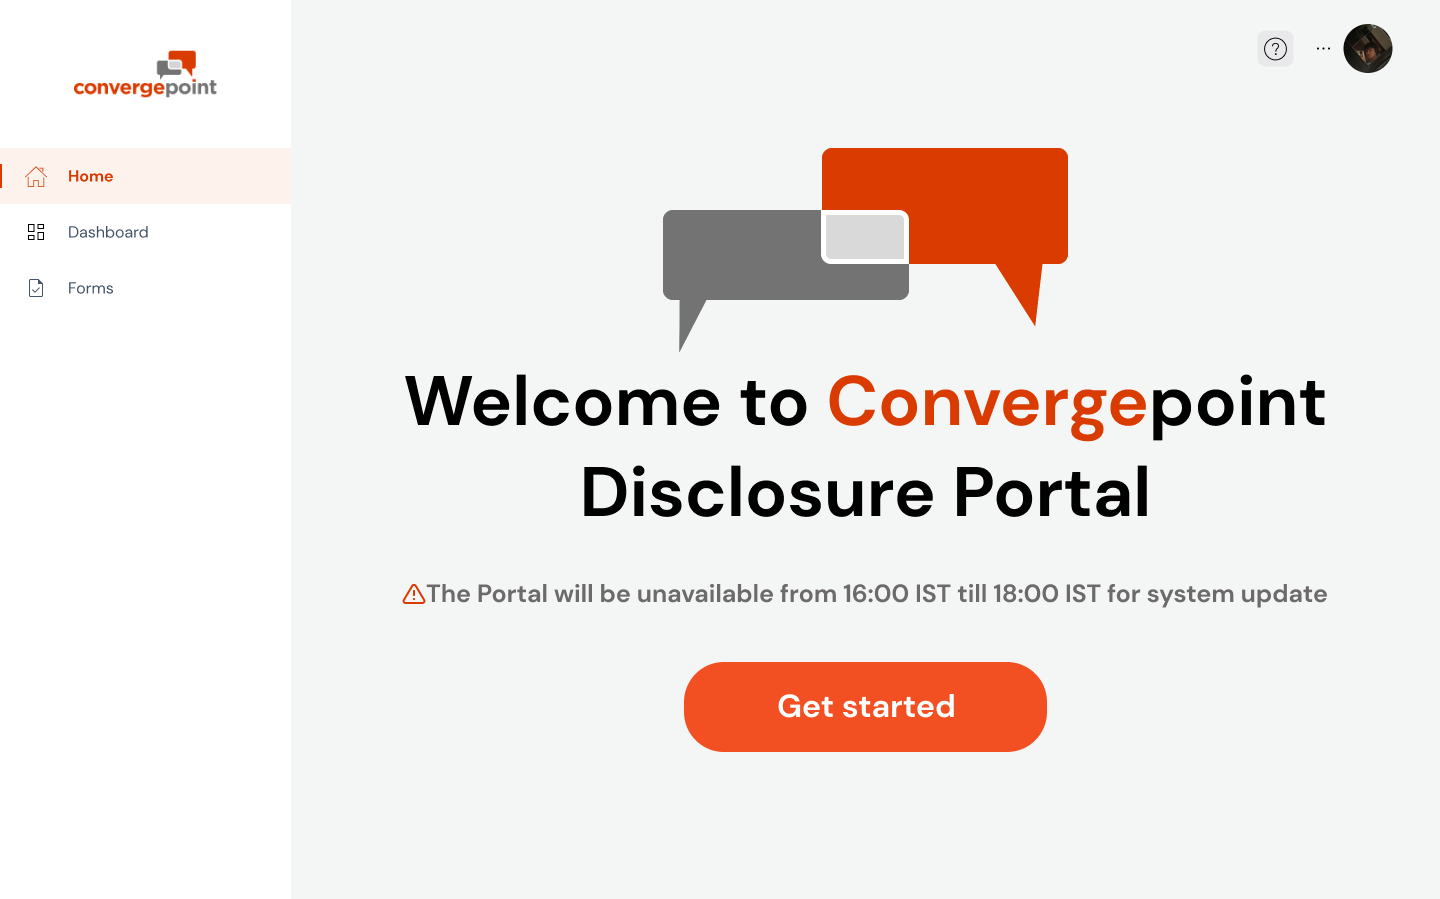 convergepoint
Home
Dashboard
Forms
Welcome to Convergepoint
Disclosure Portal
The Portal will be unavailable from 16:00 IST till 18:00 IST for system update
Get started